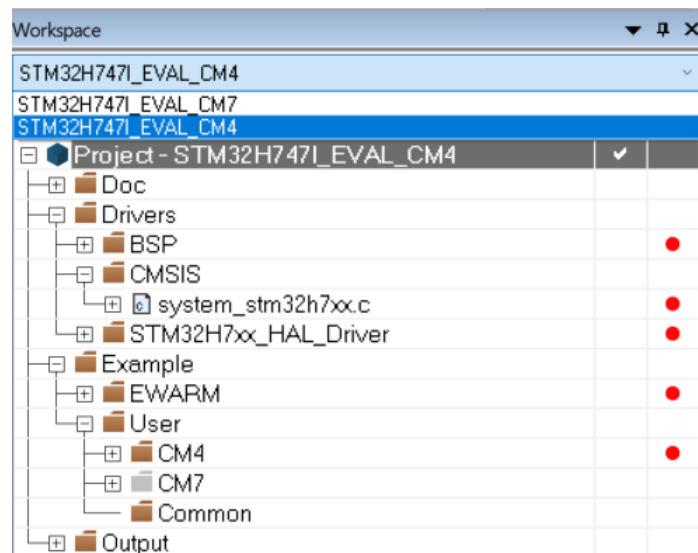 Workspace
STM32H747I_EVAL_CM4
STM32H747I_EVAL_CM7
STM32H747I_EVAL_CM4
Project - STM32H747I_EVAL_CM4
Doc
Drivers
BSP
CMSIS
system_stm32h7xx.c
STM32H7xx_HAL_Driver
Example
EWARM
User
CM4
CM7
Common
Output